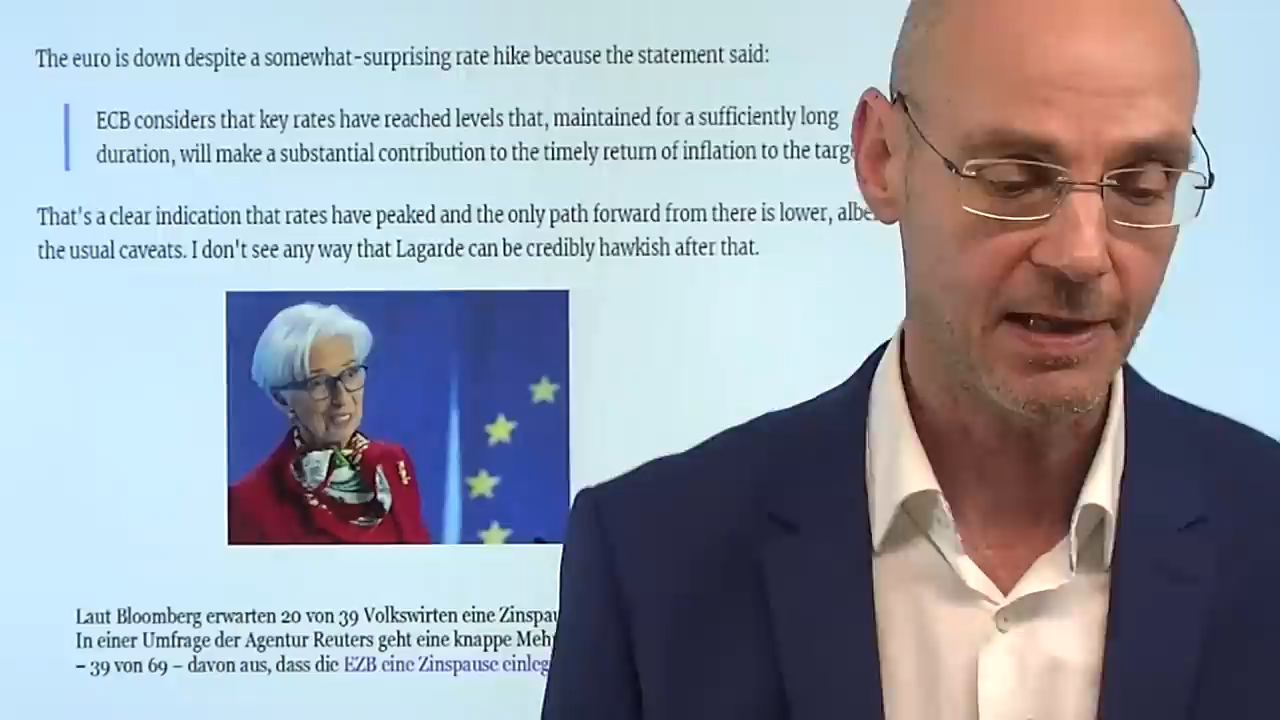 The euro is down despite a somewhat-surprising rate hike because the statement said:
ECB considers that key rates have reached levels that, maintained for a sufficiently long
duration, will make a substantial contribution to the timely return of inflation to the
That's a clear indication that rates have peaked and the only path forward from there is lower,
the usual caveats. I don't see any way that Lagarde can be credibly hawkish after that.
Laut Bloomberg erwarten 20 von 39 Volkswirten eine
In einer Umfrage der Agentur Reuters geht eine knappe
– 39 von 69 – davon aus, dass die EZB eine Zinspause